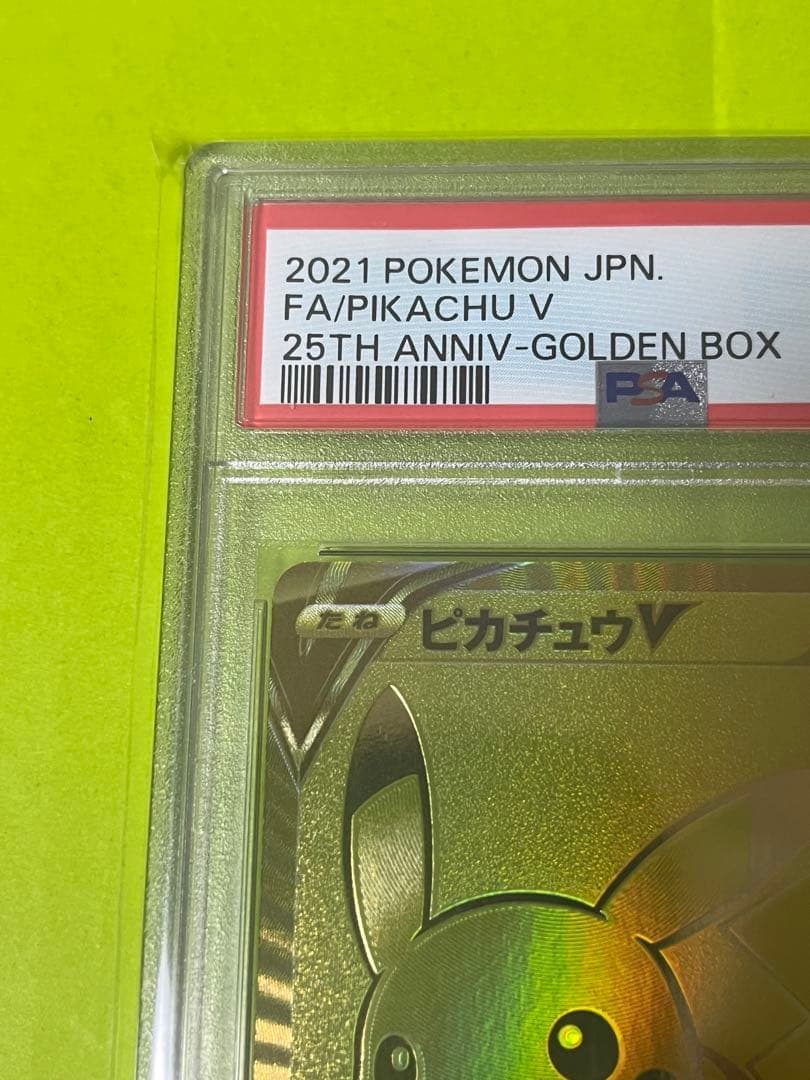 2021 POKEMON JPN.
FA/PIKACHU V
25TH ANNIV-GOLDEN BOX
PSA
たね ピカチュウV